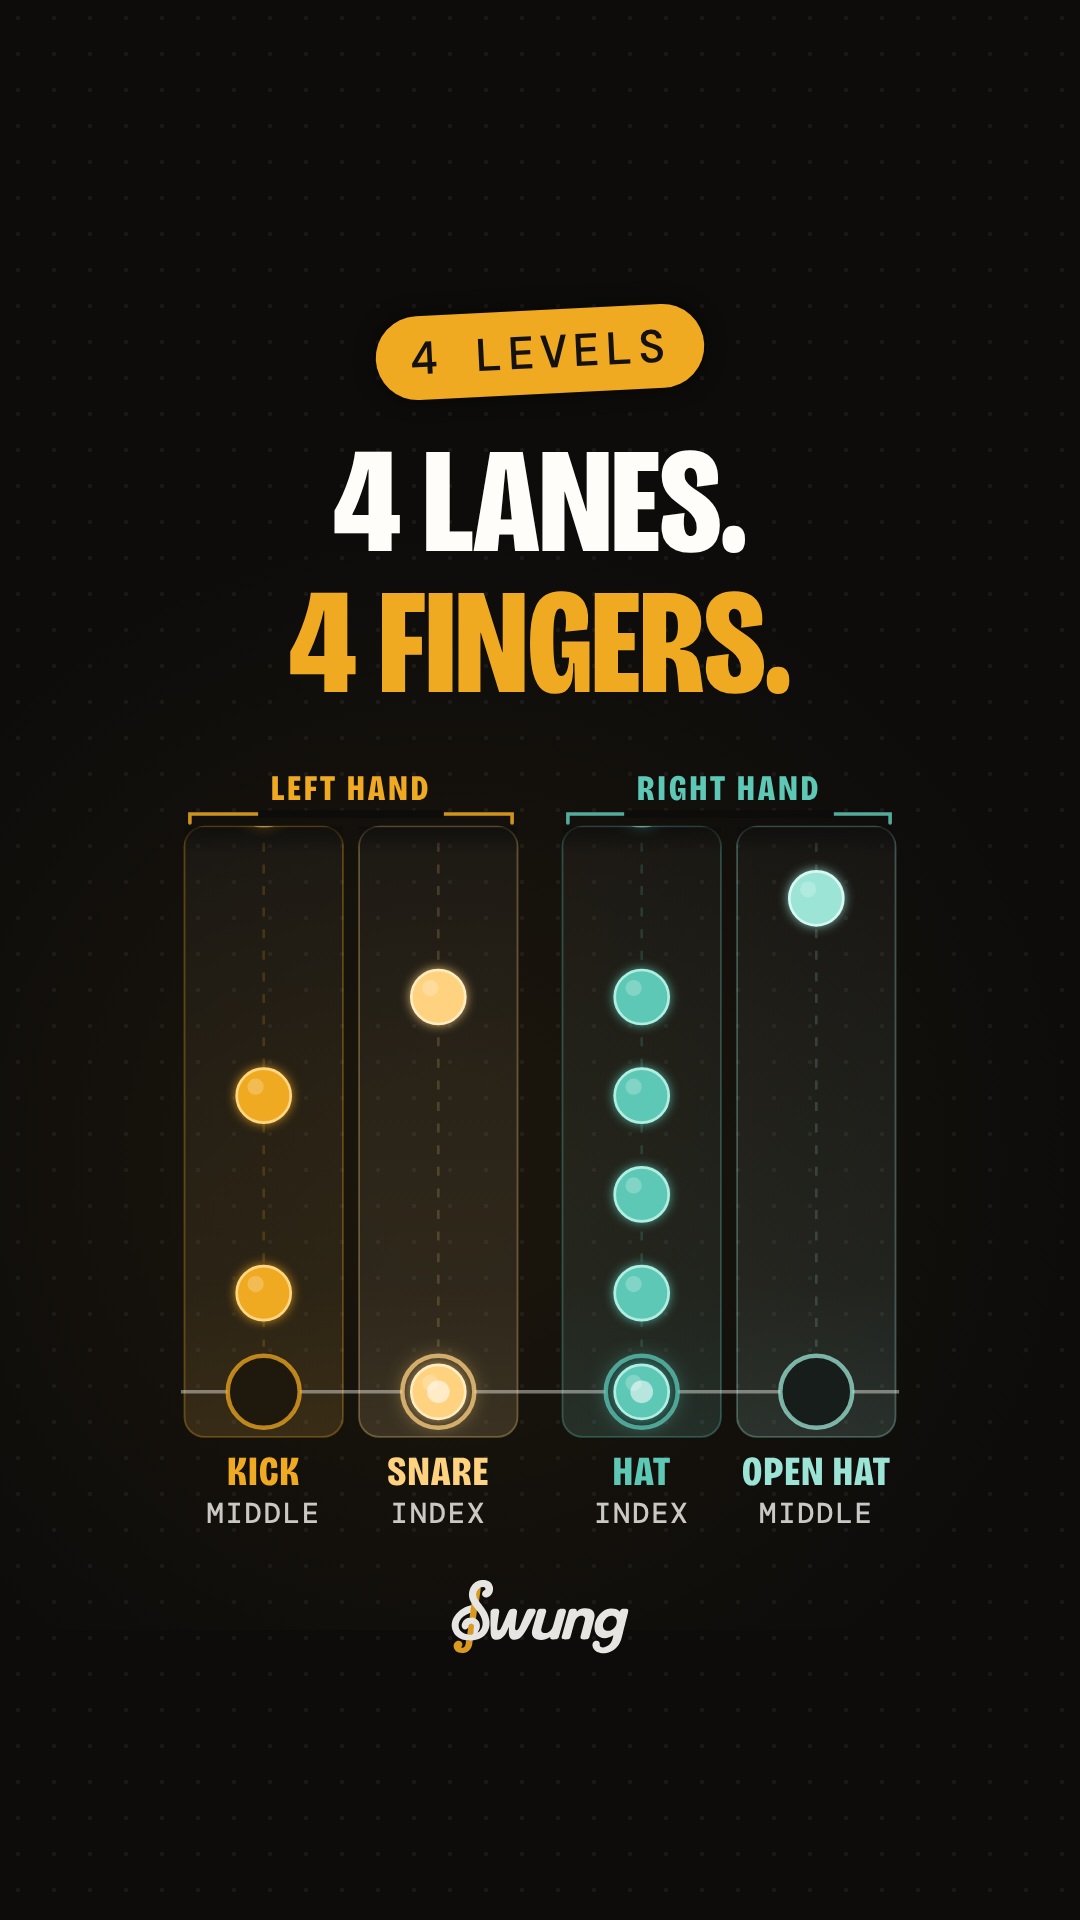 4 LEVELS
4 LANES.
4 FINGERS.
LEFT HAND RIGHT HAND
KICK SNARE HAT OPEN HAT
MIDDLE INDEX INDEX MIDDLE
Swung